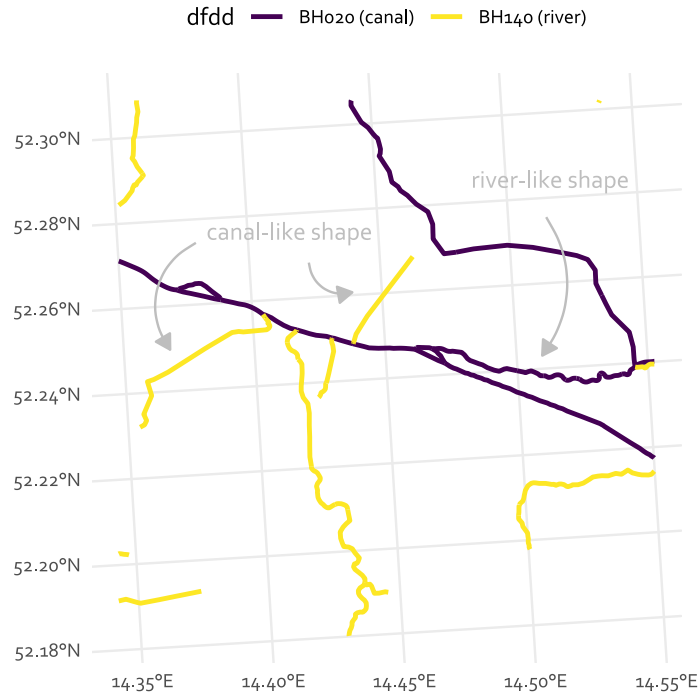 dfdd BH020 (canal) BH140 (river)
52.30°N
river-like shape
52.28°N
canal-like shape
52.26°N
52.24°N
52.22°N
52.20°N
52.18°N
14.35°E 14.40°E 14.45°E 14.50°E 14.55°E